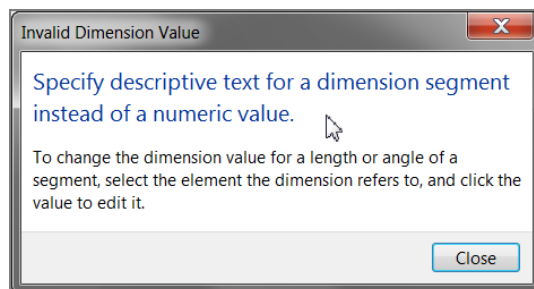 Invalid Dimension Value
Specify descriptive text for a dimension segment
instead of a numeric value.
To change the dimension value for a length or angle of a
segment, select the element the dimension refers to, and click the
value to edit it.
Close